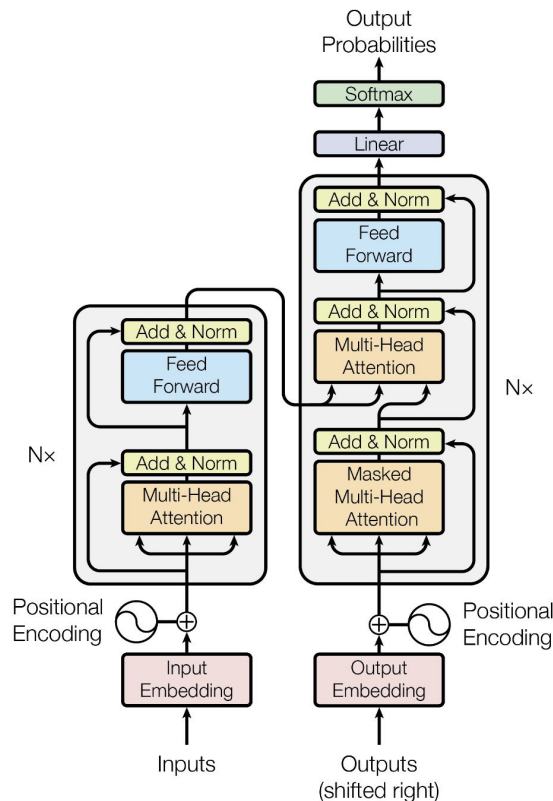 Output
Probabilities
Softmax
Linear
Add & Norm
Feed
Forward
Add & Norm
Multi-Head
Attention
Add & Norm
Masked
Multi-Head
Attention
N×
Add & Norm
Feed
Forward
Add & Norm
Multi-Head
Attention
N×
Positional
Encoding
Positional
Encoding
Input
Embedding
Output
Embedding
Inputs
Outputs
(shifted right)